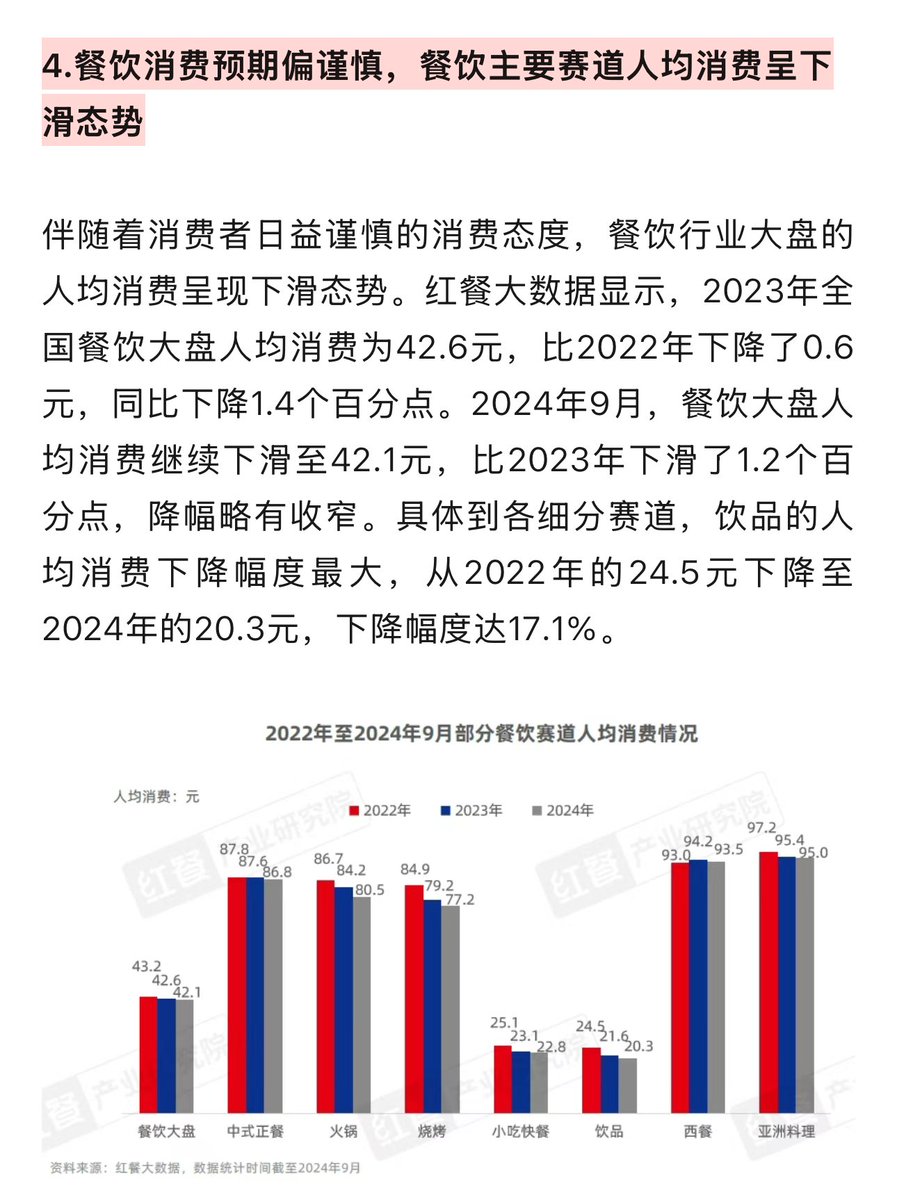 4.餐饮消费预期偏谨慎，餐饮主要赛道人均消费呈下
滑态势
伴随着消费者日益谨慎的消费态度，餐饮行业大盘的
人均消费呈现下滑态势。红餐大数据显示，2023年全
国餐饮大盘人均消费为42.6元，比2022年下降了0.6
元，同比下降1.4个百分点。2024年9月，餐饮大盘人
均消费继续下滑至42.1元，比2023年下滑了1.2个百
分点，降幅略有收窄。具体到各细分赛道，饮品的人
均消费下降幅度最大，从2022年的24.5元下降至
2024年的20.3元，下降幅度达17.1%。
2022年至2024年9月部分餐饮赛道人均消费情况
人均消费：元
2022年 2023年 2024年
43.2 42.6 42.1
87.8 87.6 86.8
86.7 84.2 80.5
84.9 79.2 77.2
25.1 23.1 22.8
24.5 21.6 20.3
93.0 94.2 93.5
97.2 95.4 95.0
餐饮大盘 中式正餐 火锅 烧烤 小吃快餐 饮品 西餐 亚洲料理
资料来源：红餐大数据，数据统计时间截至2024年9月
红餐 产业研究院
红餐 产业研究院